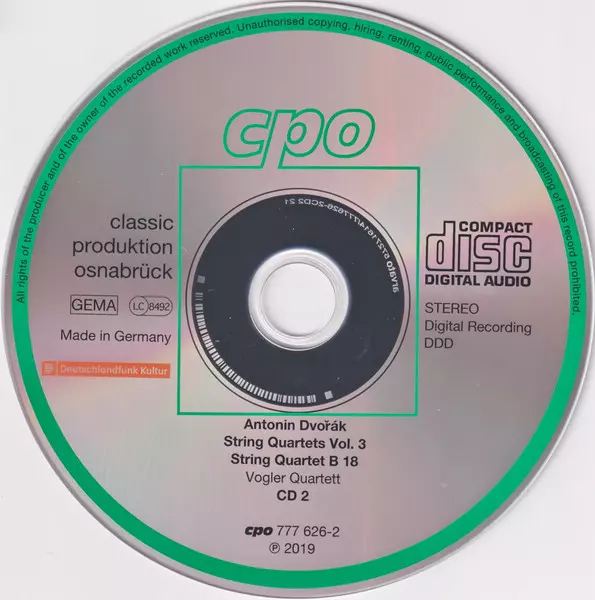 All rights of the producer and of the owner of the recorded work reserved. Unauthorised copying, hiring, renting, public performance and broadcasting of this record prohibited.
cpo
classic
produktion
osnabrück
GEMA
LC 8492
Made in Germany
Deutschlandfunk Kultur
COMPACT
disc
DIGITAL AUDIO
STEREO
Digital Recording
DDD
arvato
Antonín Dvořák
String Quartets Vol. 3
String Quartet B 18
Vogler Quartett
CD 2
cpo 777 626-2
℗ 2019